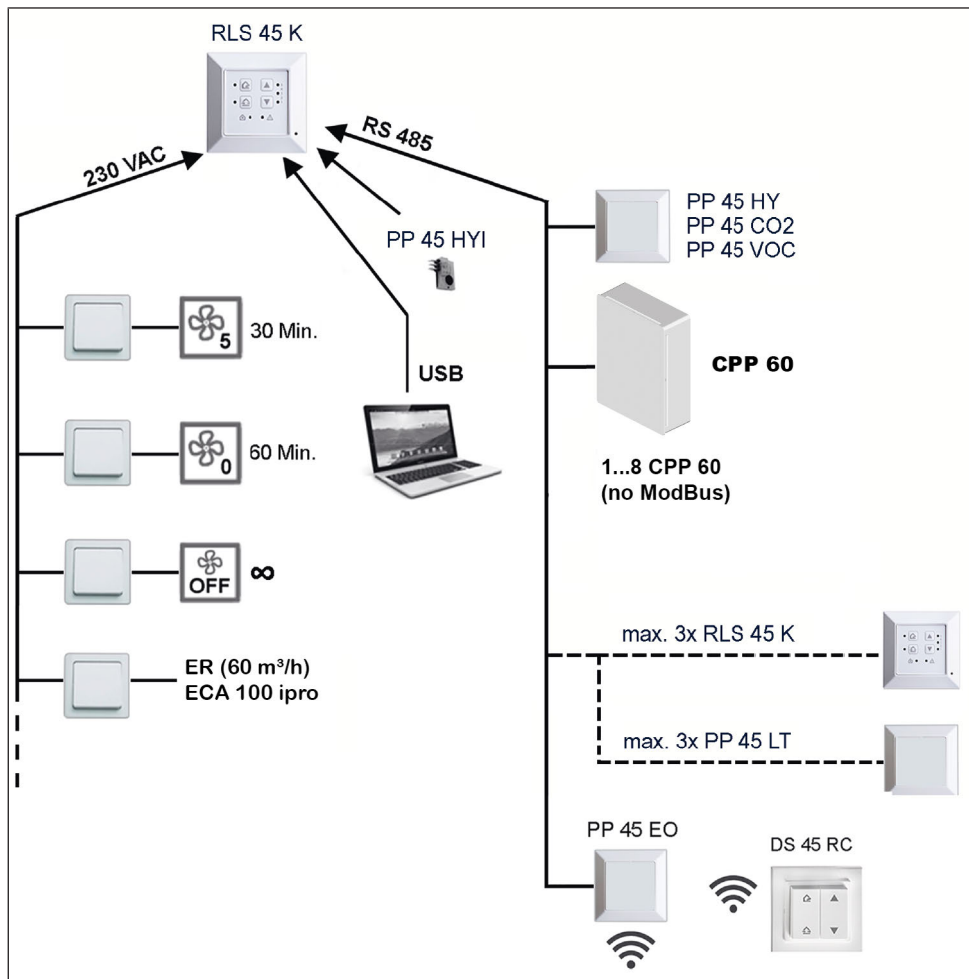 RLS 45 K
230 VAC
RS 485
PP 45 HYI
PP 45 HY
PP 45 CO2
PP 45 VOC
5
30 Min.
USB
CPP 60
0
60 Min.
1...8 CPP 60
(no ModBus)
OFF
∞
max. 3x RLS 45 K
ER (60 m³/h)
ECA 100 ipro
max. 3x PP 45 LT
PP 45 EO
DS 45 RC